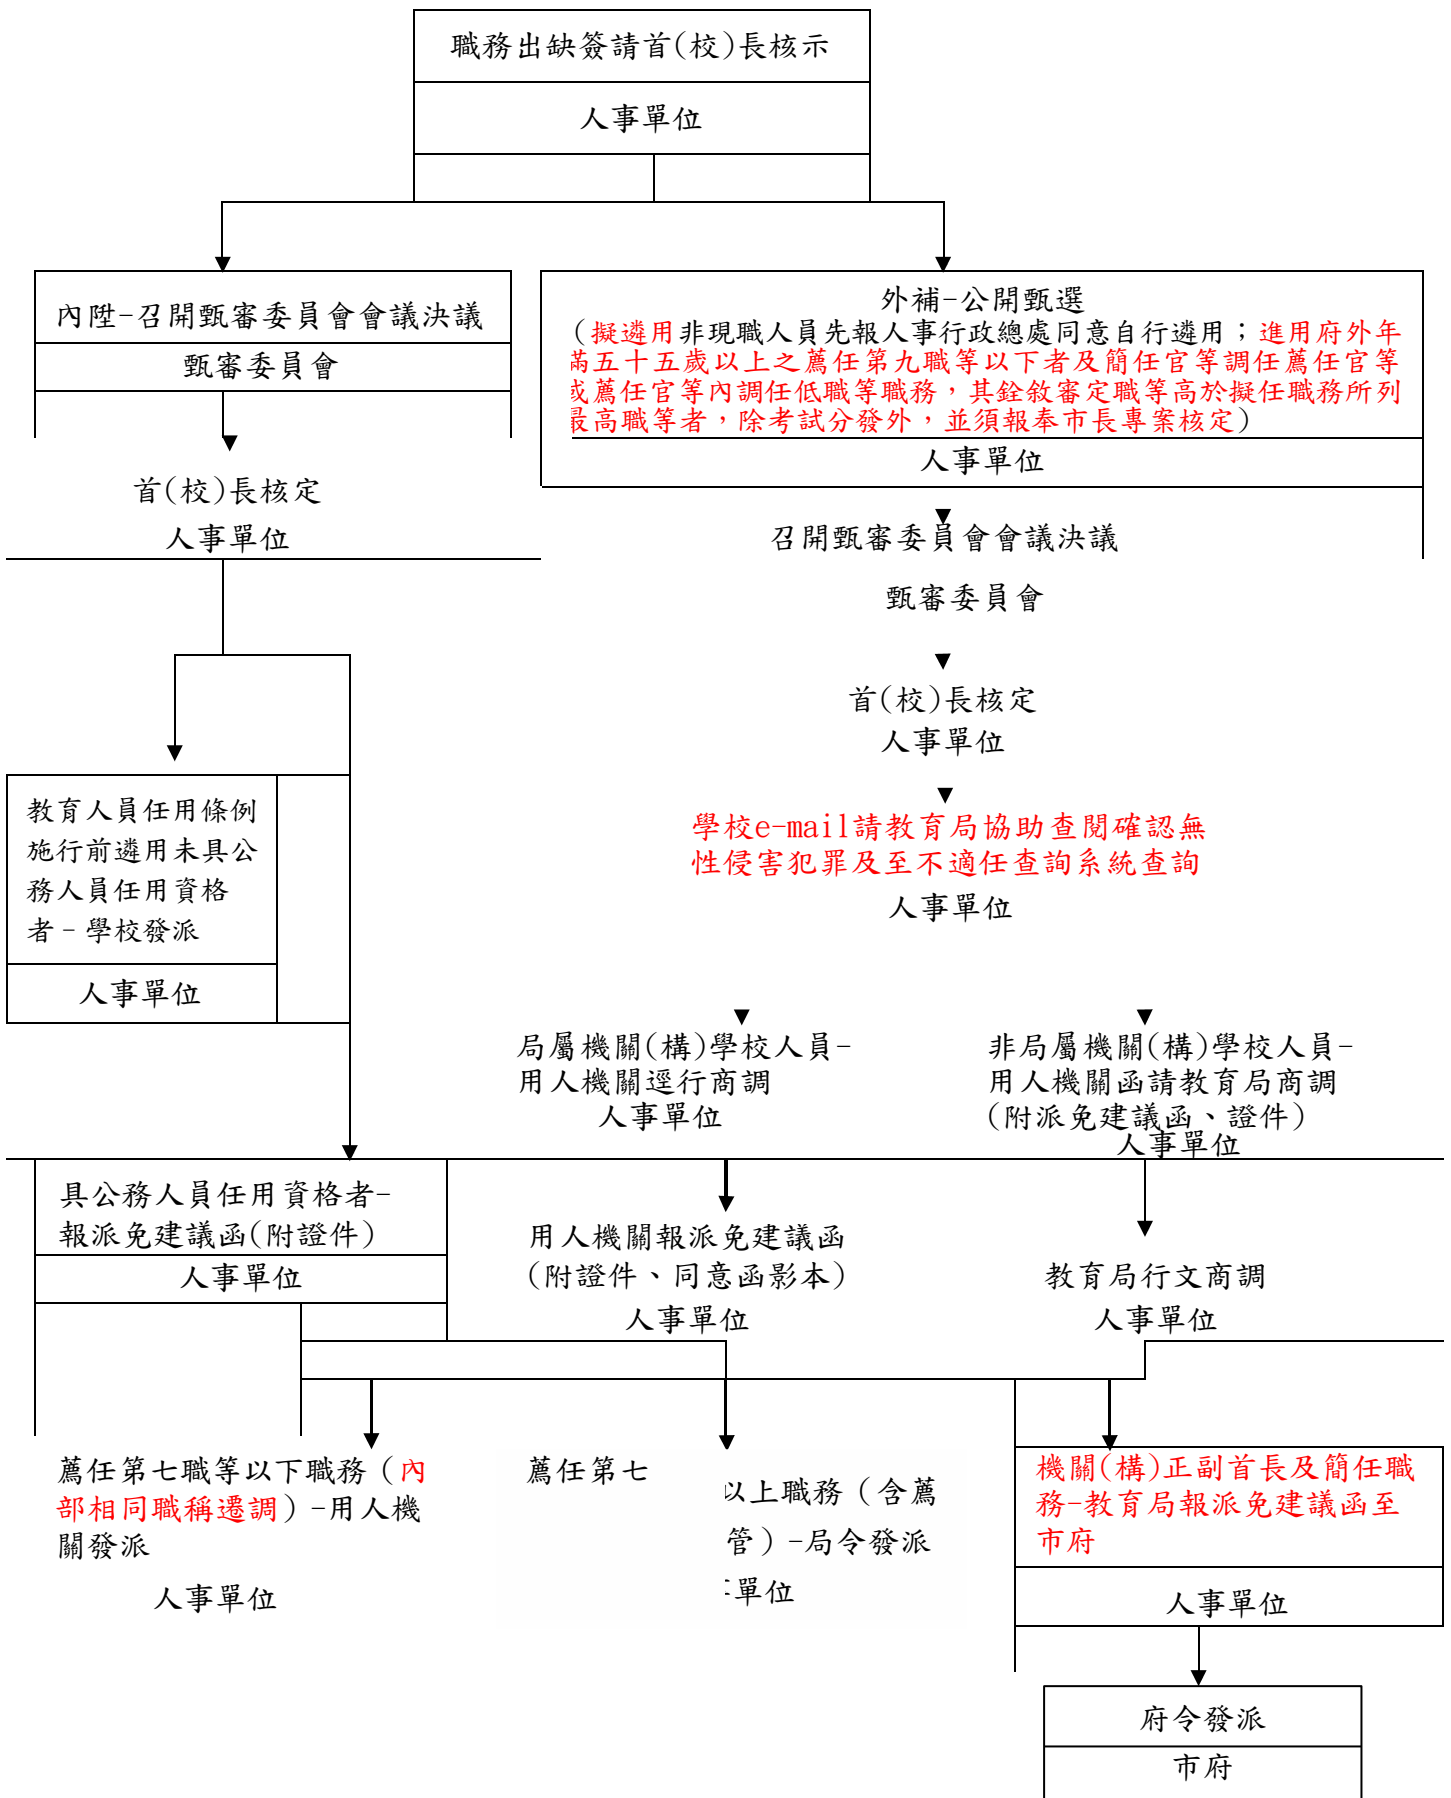 職務出缺簽請首(校)長核示
人事單位
內陞-召開甄審委員會會議決議
甄審委員會
首(校)長核定
人事單位
外補-公開甄選
(擬遴用非現職人員先報人事行政總處同意自行遴用；進用府外年
滿五十五歲以上之薦任第九職等以下者及簡任官等調任薦任官等
或薦任官等內調任低職等職務，其銓敘審定職等高於擬任職務所列
最高職等者，除考試分發外，並須報奉市長專案核定)
人事單位
召開甄審委員會會議決議
甄審委員會
首(校)長核定
人事單位
學校e-mail請教育局協助查閱確認無
性侵害犯罪及至不適任查詢系統查詢
人事單位
教育人員任用條例
施行前遴用未具公
務人員任用資格
者-學校發派
人事單位
局屬機關(構)學校人員-
用人機關逕行商調
人事單位
非局屬機關(構)學校人員-
用人機關函請教育局商調
(附派免建議函、證件)
人事單位
具公務人員任用資格者-
報派免建議函(附證件)
人事單位
用人機關報派免建議函
(附證件、同意函影本)
人事單位
教育局行文商調
人事單位
薦任第七職等以下職務(內
部相同職稱遷調)-用人機
關發派
人事單位
薦任第七
以上職務(含薦
管)-局令發派
單位
機關(構)正副首長及簡任職
務-教育局報派免建議函至
市府
人事單位
府令發派
市府